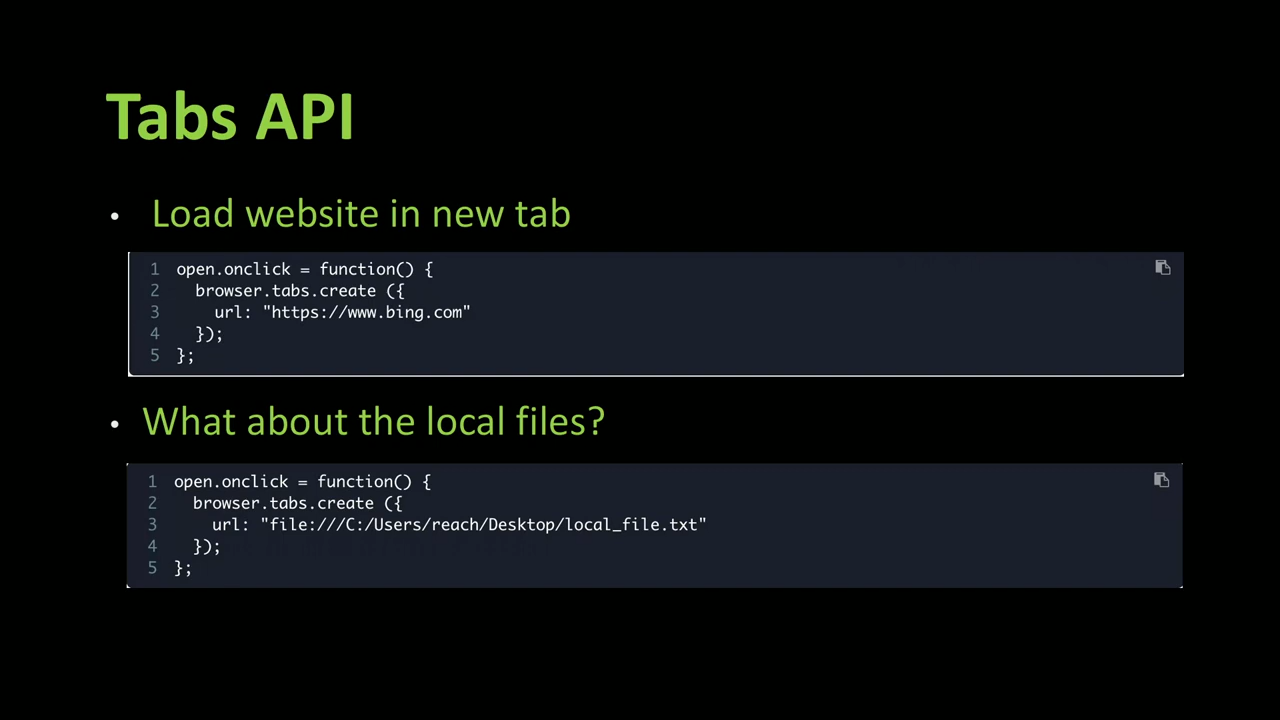 Tabs API
• Load website in new tab
1 open.onclick = function() {
2   browser.tabs.create ({
3     url: "https://www.bing.com"
4   });
5 };
• What about the local files?
1 open.onclick = function() {
2   browser.tabs.create ({
3     url: "file:///C:/Users/reach/Desktop/local_file.txt"
4   });
5 };